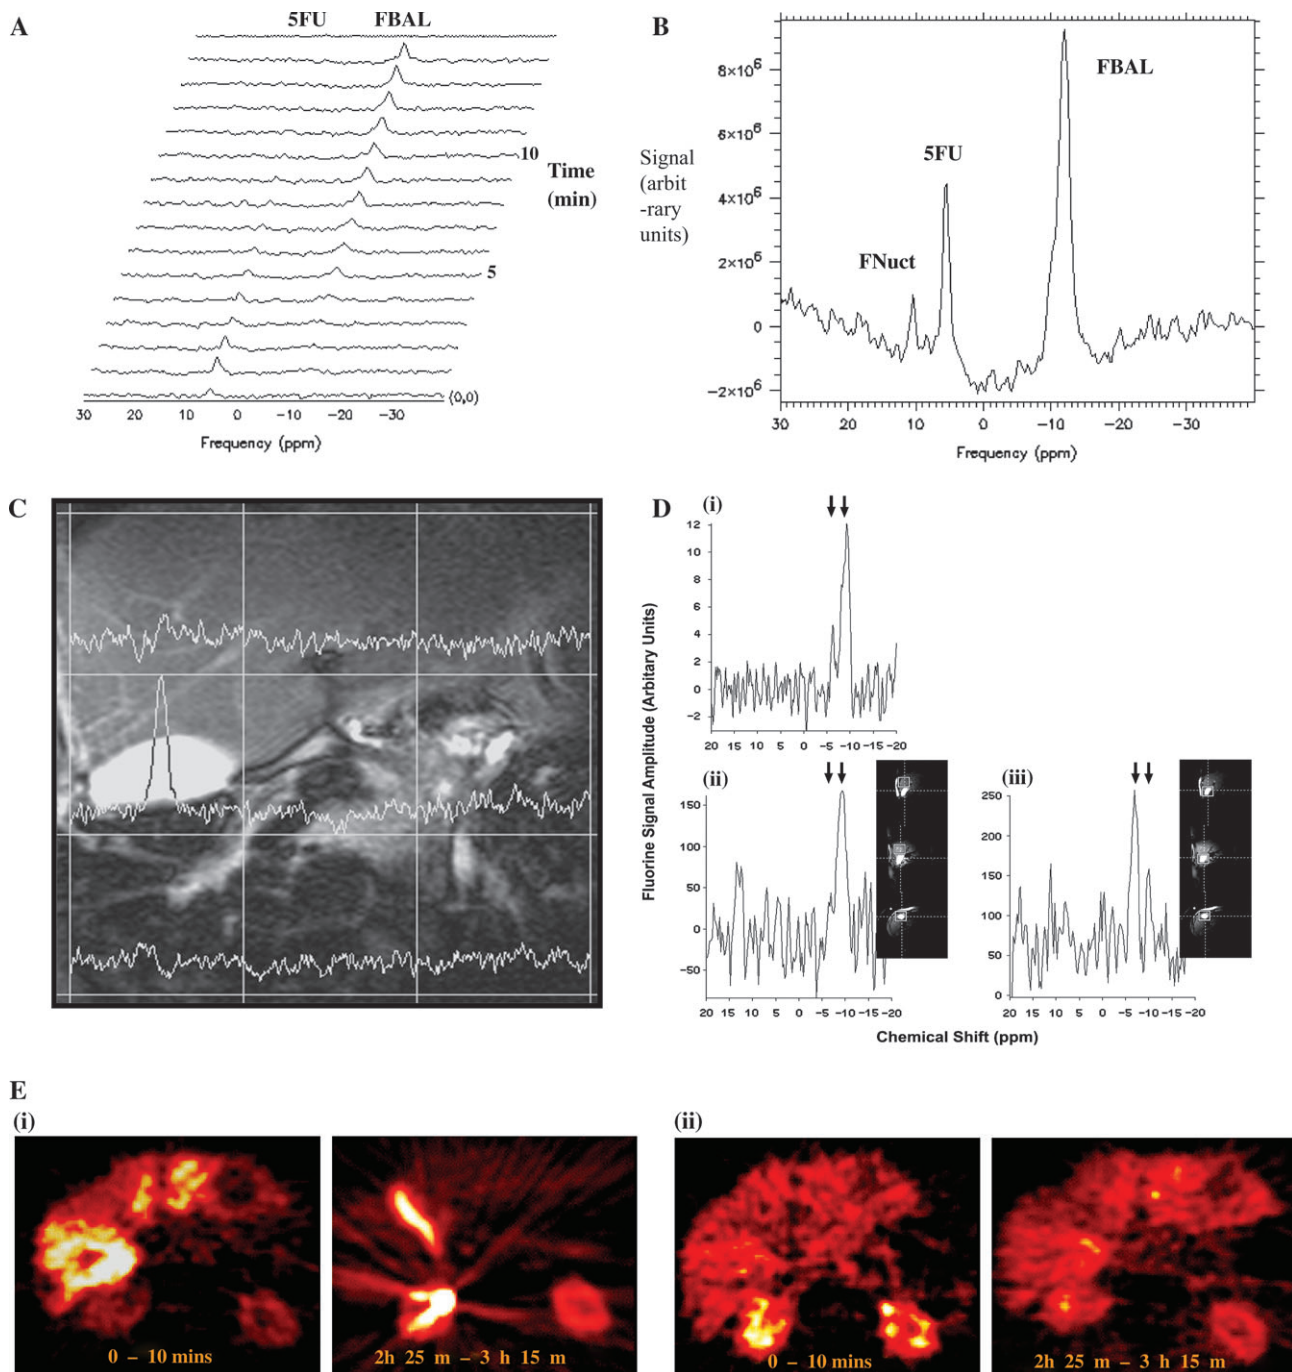 A
5FU FBAL
10
Time
(min)
5
(0,0)
30 20 10 0 -10 -20 -30
Frequency (ppm)
B
8×10⁶
6×10⁶
4×10⁶
2×10⁶
0
-2×10⁶
Signal
(arbit
-rary
units)
FBAL
5FU
FNuct
30 20 10 0 -10 -20 -30
Frequency (ppm)
C
D
(i)
12
10
8
6
4
2
0
-2
20 15 10 5 0 -5 -10 -15 -20
Fluorine Signal Amplitude (Arbitary Units)
(ii)
150
100
50
0
-50
20 15 10 5 0 -5 -10 -15 -20
(iii)
250
200
150
100
50
0
20 15 10 5 0 -5 -10 -15 -20
Chemical Shift (ppm)
E
(i)
0 – 10 mins
2h 25 m – 3 h 15 m
(ii)
0 – 10 mins
2h 25 m – 3 h 15 m